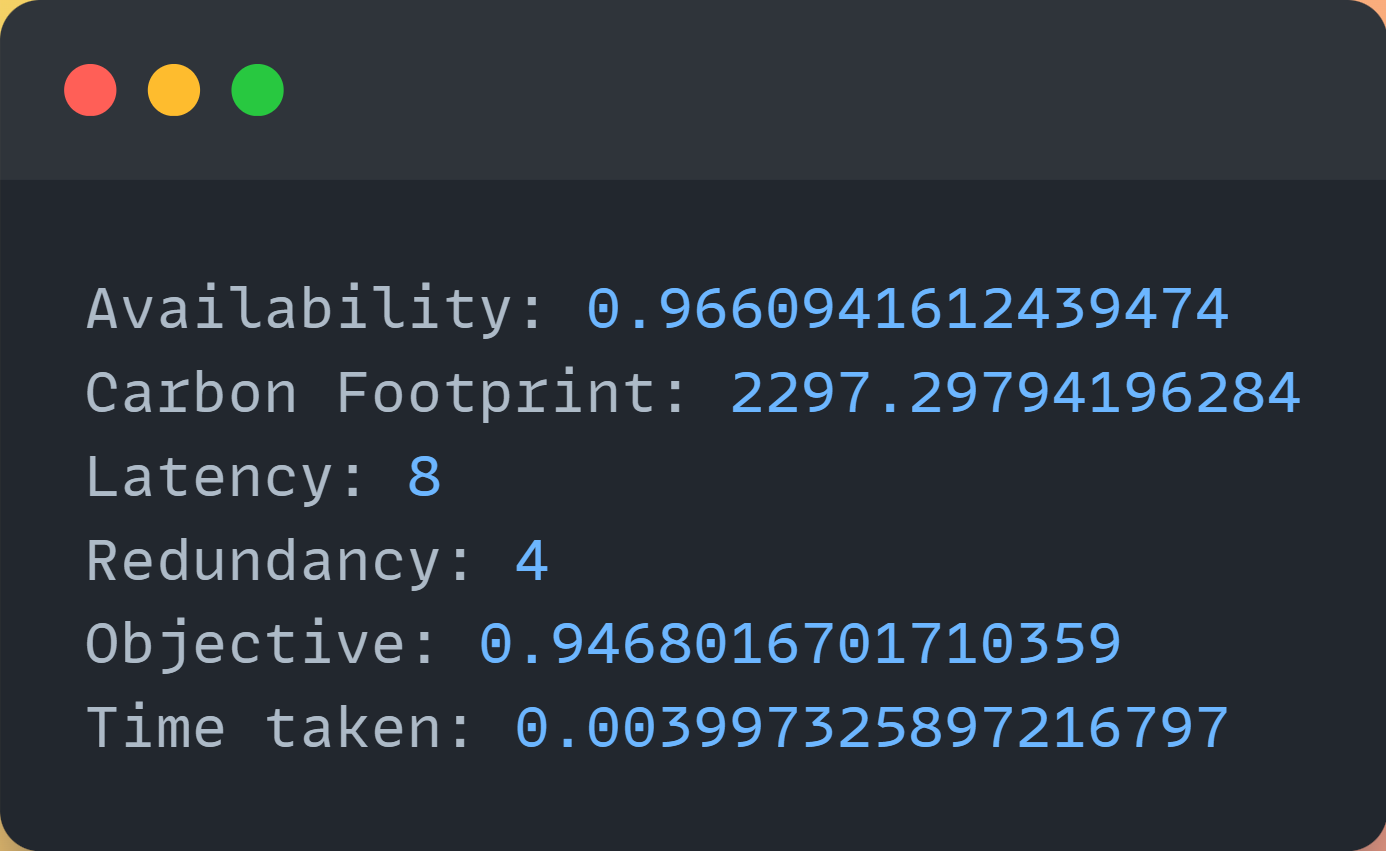 Availability: 0.9660941612439474
Carbon Footprint: 2297.29794196284
Latency: 8
Redundancy: 4
Objective: 0.9468016701710359
Time taken: 0.003997325897216797